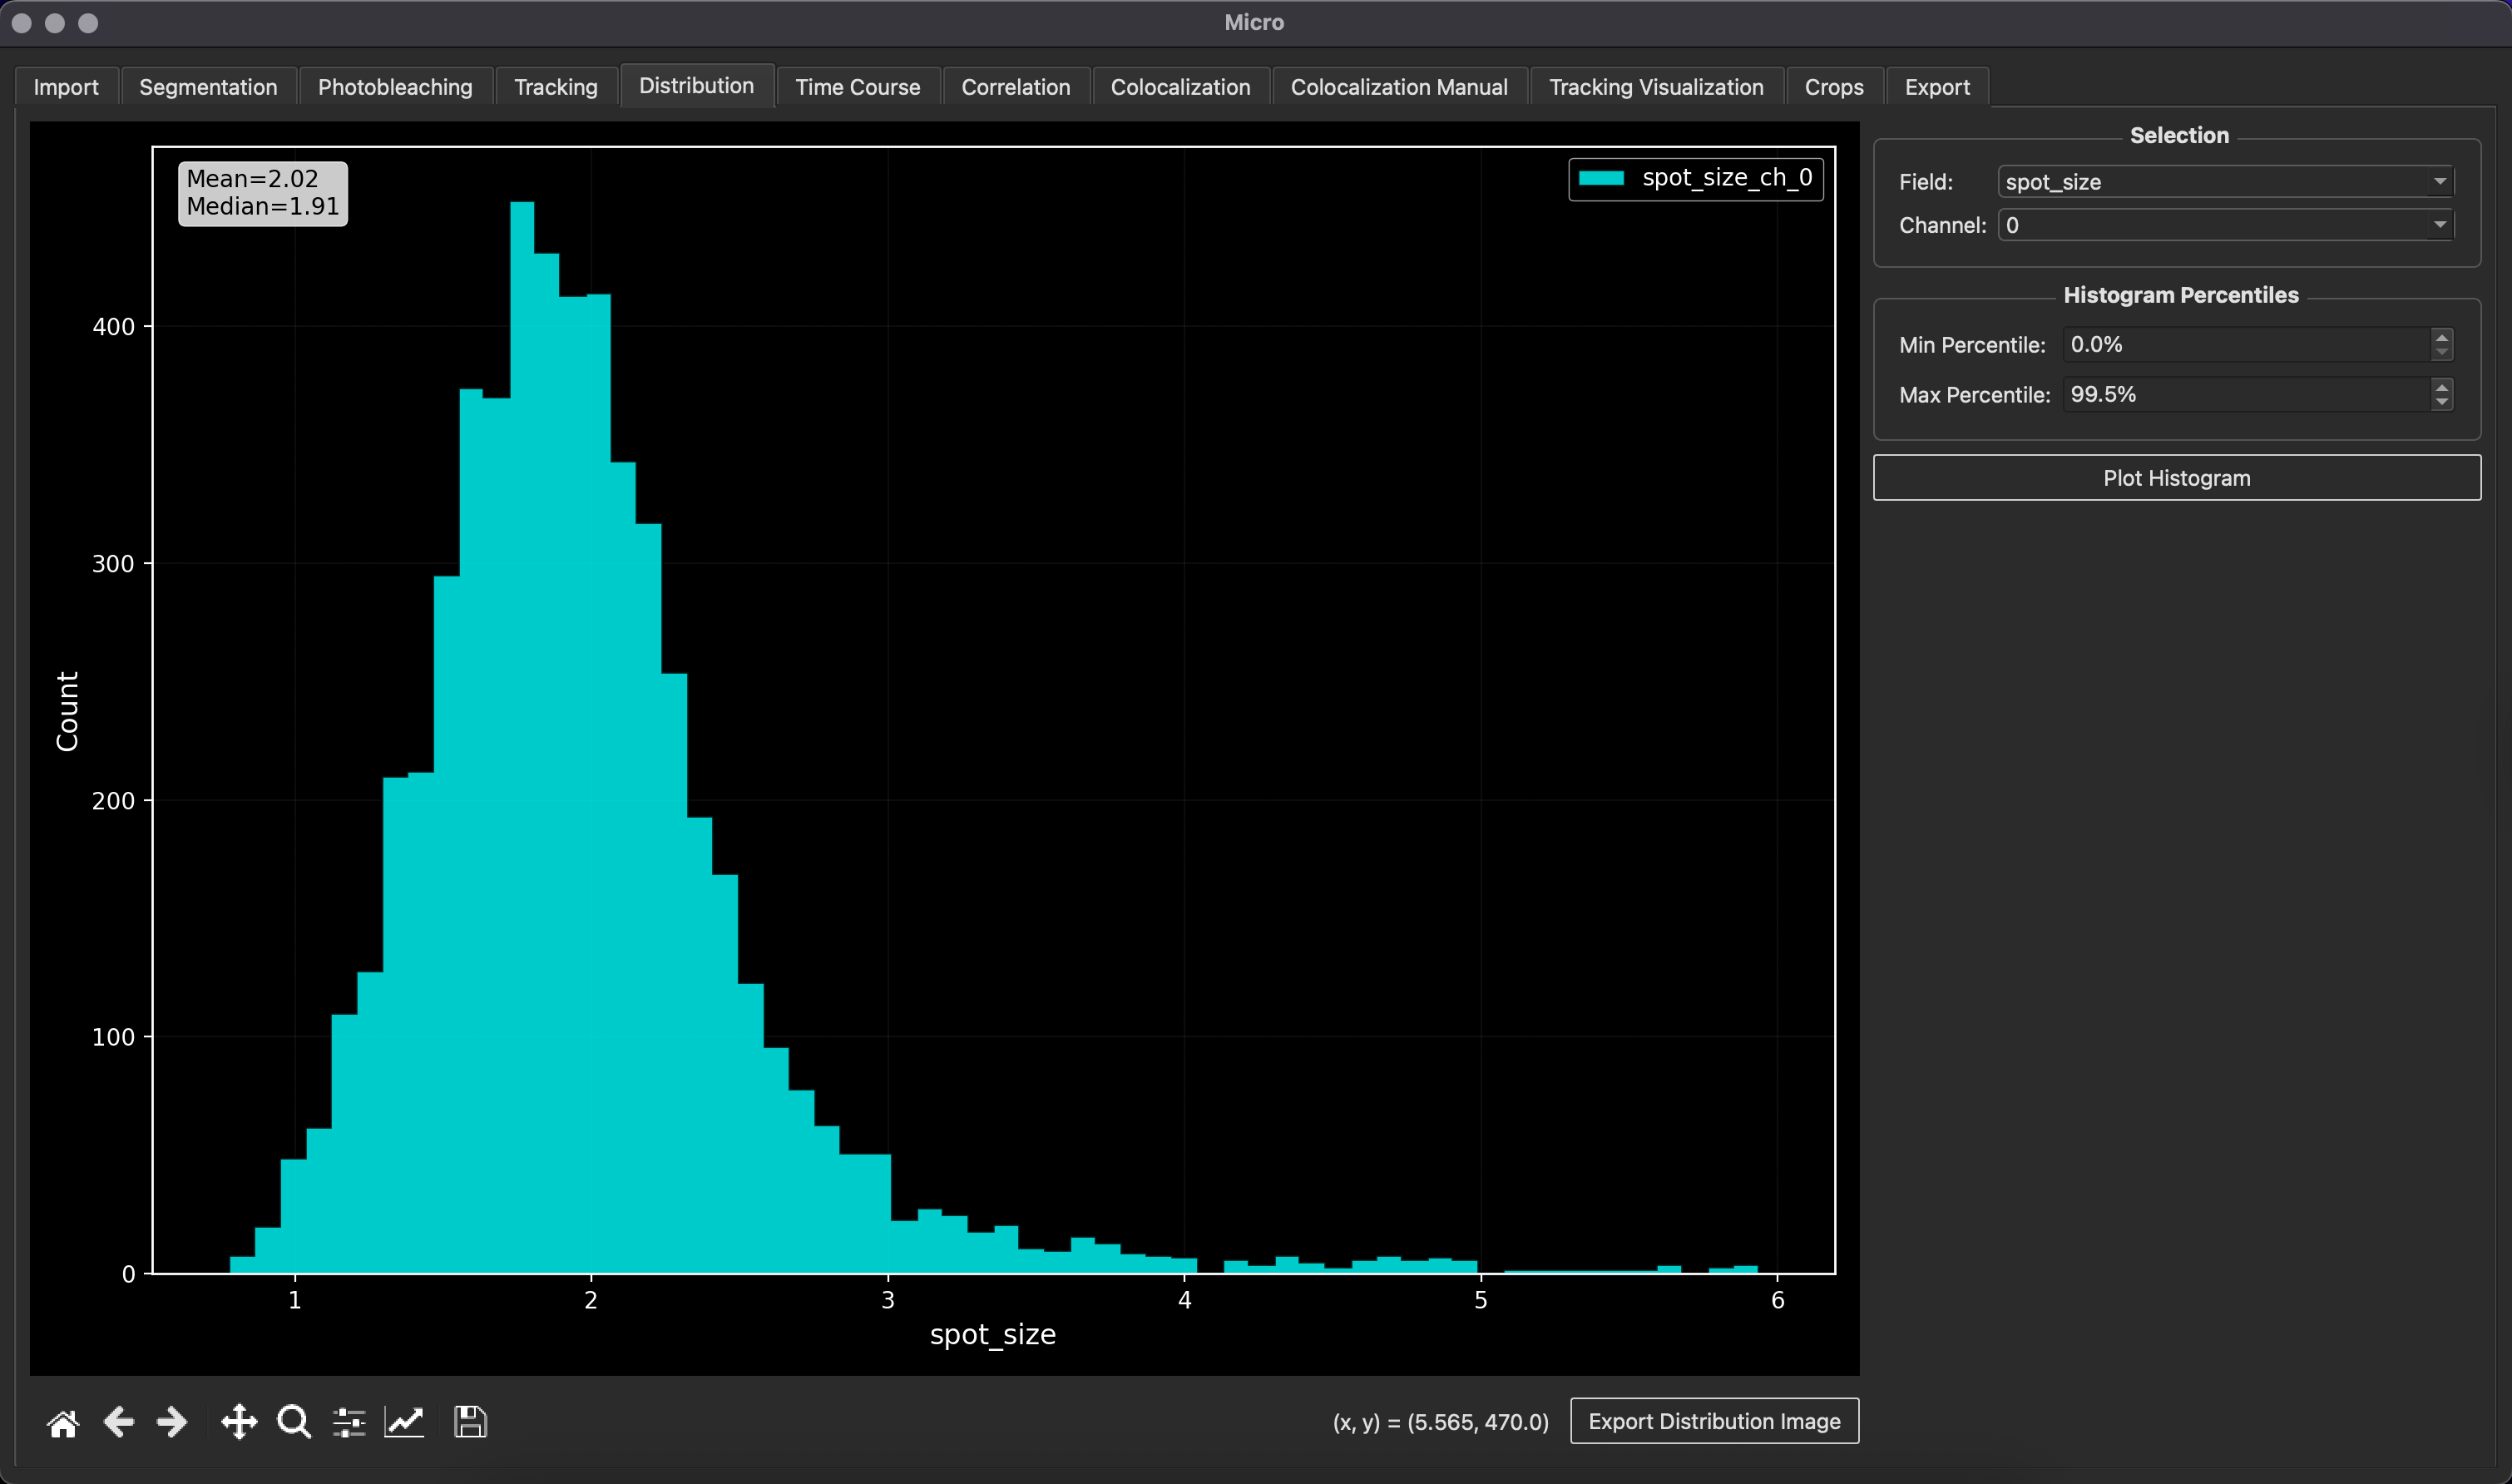 Micro
Import Segmentation Photobleaching Tracking Distribution Time Course Correlation Colocalization Colocalization Manual Tracking Visualization Crops Export
Mean=2.02
Median=1.91
spot_size_ch_0
400
300
200
100
0
Count
1 2 3 4 5 6
spot_size
(x, y) = (5.565, 470.0)
Export Distribution Image
Selection
Field: spot_size
Channel: 0
Histogram Percentiles
Min Percentile: 0.0%
Max Percentile: 99.5%
Plot Histogram